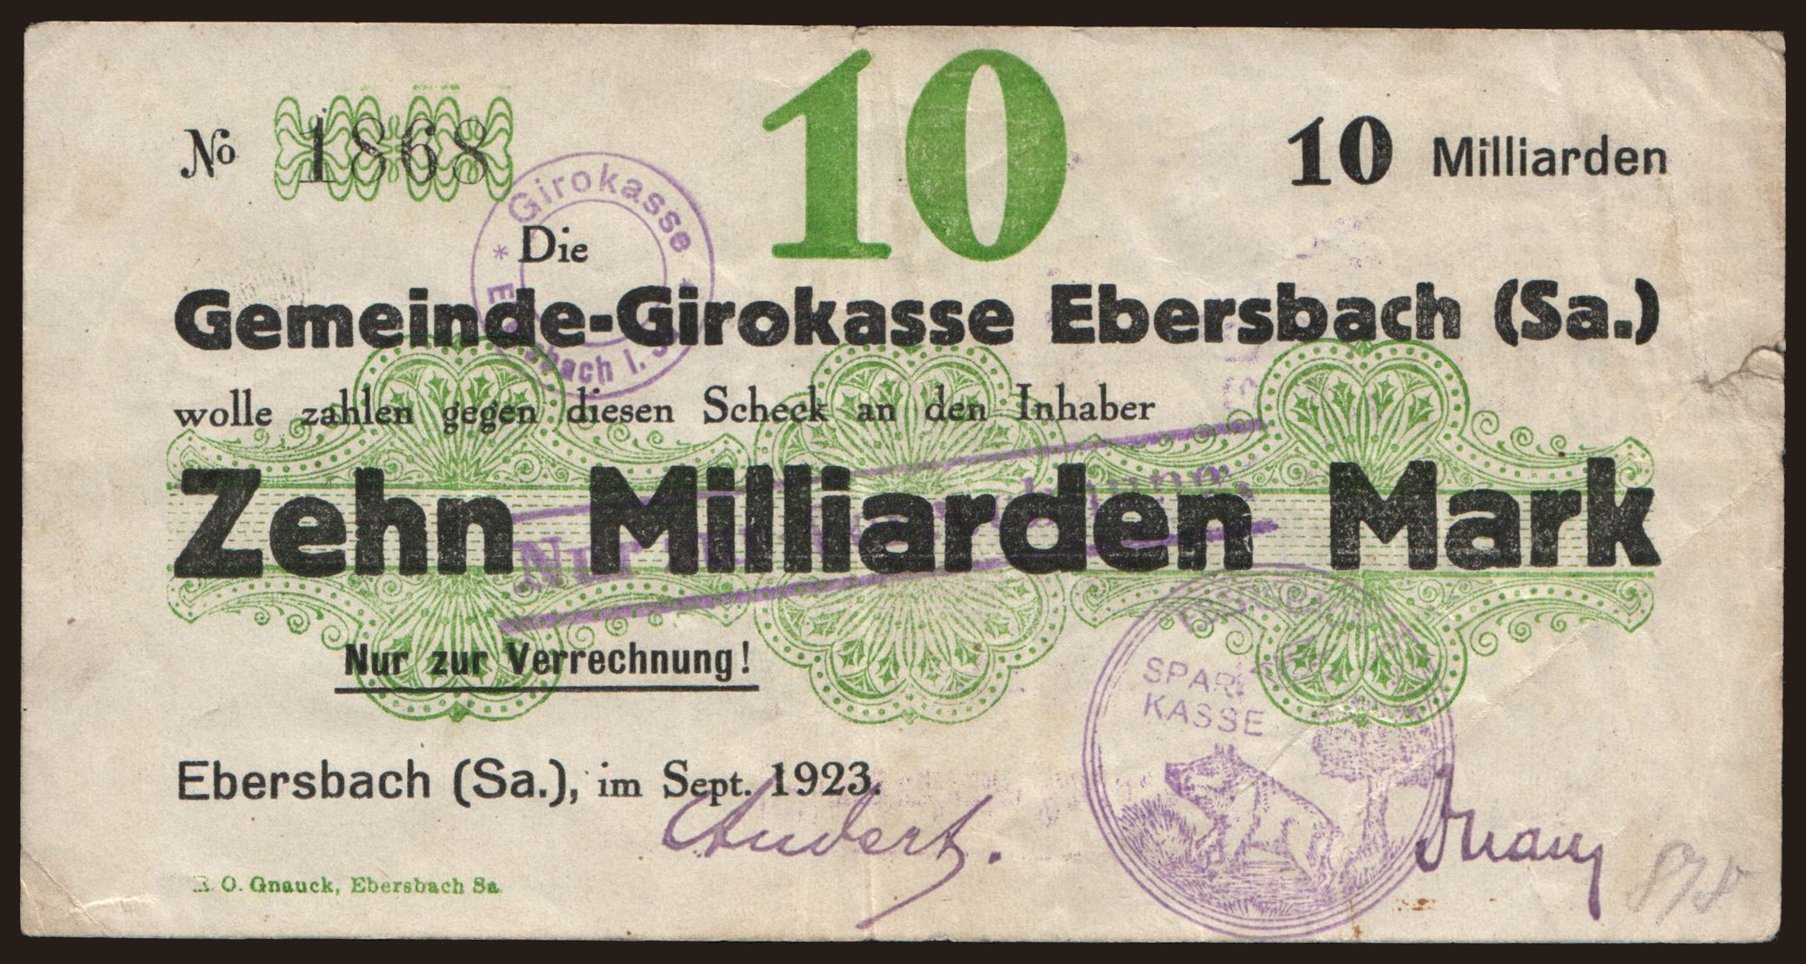 No 1868
10
10 Milliarden
Girokasse
Die
Gemeinde-Girokasse Ebersbach (Sa.)
wolle zahlen gegen diesen Scheck an den Inhaber
Zehn Milliarden Mark
Nur
Nur zur Verrechnung!
SPAR
KASSE
Ebersbach (Sa.), im Sept. 1923.
R. O. Gnauck, Ebersbach Sa.